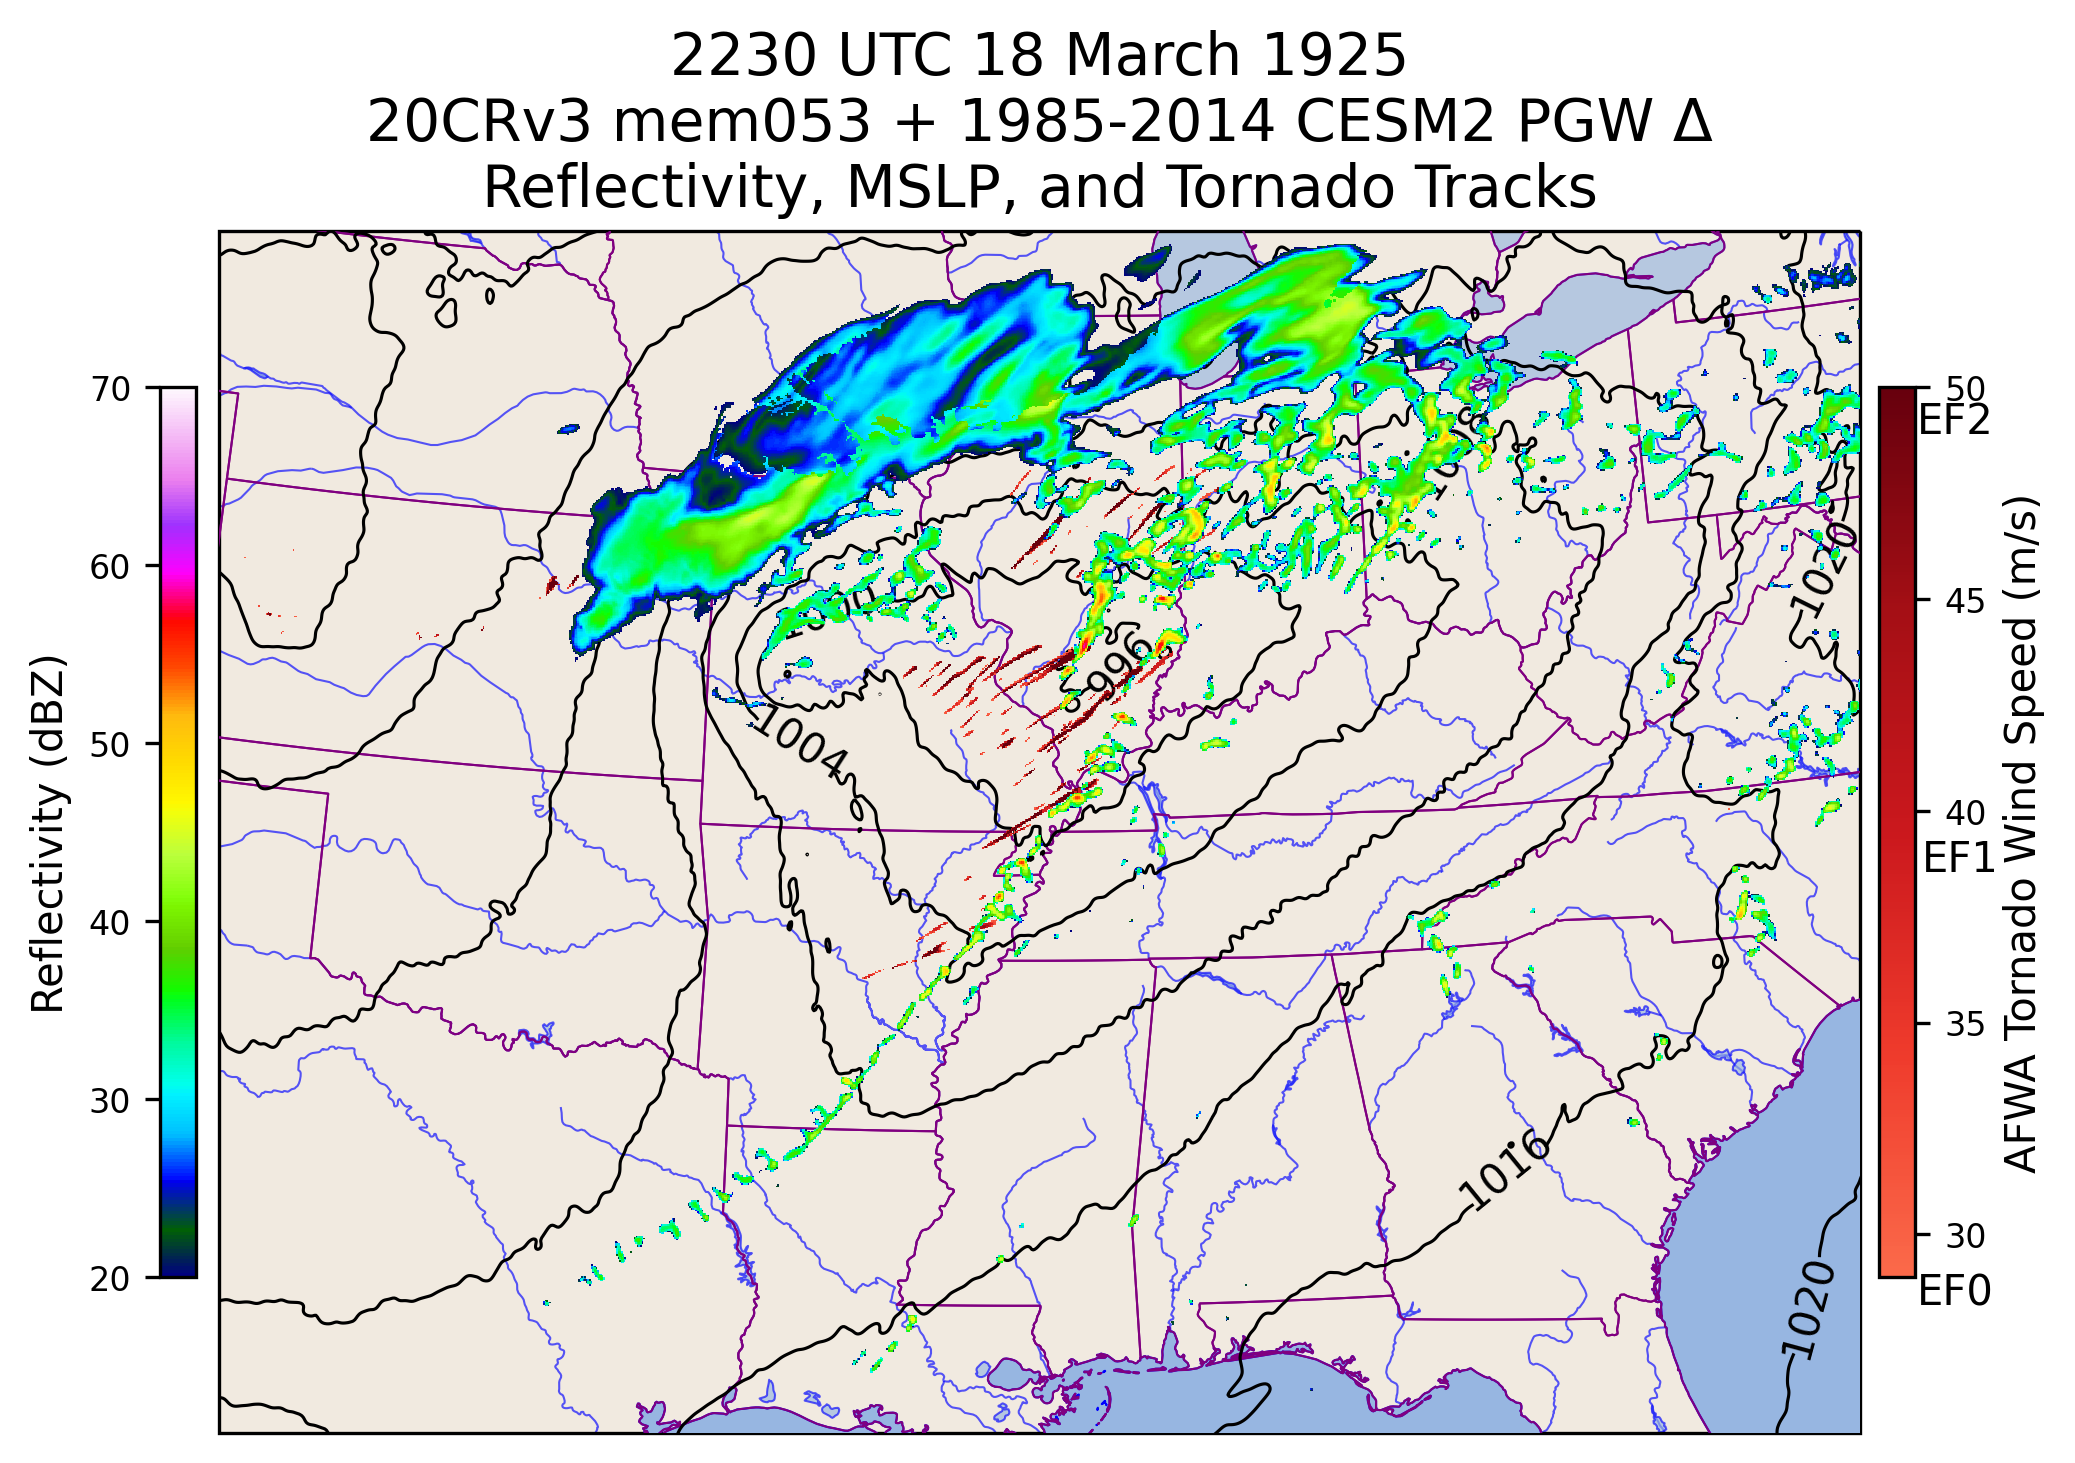 2230 UTC 18 March 1925
20CRv3 mem053 + 1985-2014 CESM2 PGW Δ
Reflectivity, MSLP, and Tornado Tracks
70
60
50
40
30
20
Reflectivity (dBZ)
1004
996
1016
1020
1020
50
EF2
45
40
EF1
35
30
EF0
AFWA Tornado Wind Speed (m/s)